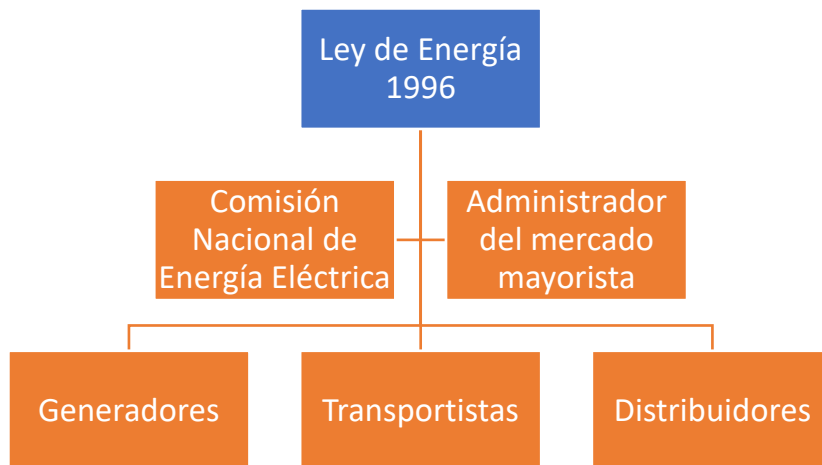 Ley de Energía
1996
Comisión
Nacional de
Energía Eléctrica
Administrador
del mercado
mayorista
Generadores
Transportistas
Distribuidores